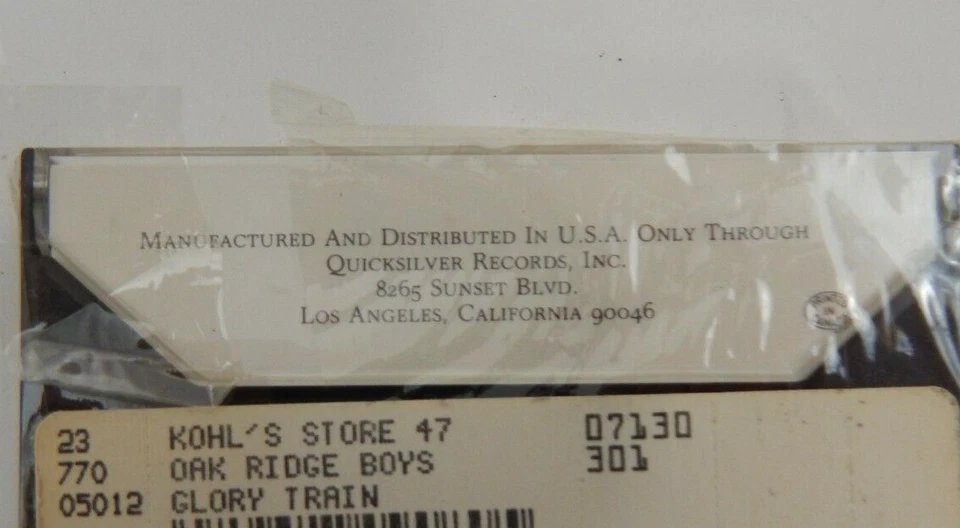 MANUFACTURED AND DISTRIBUTED IN U.S.A. ONLY THROUGH
QUICKSILVER RECORDS, INC.
8265 SUNSET BLVD.
LOS ANGELES, CALIFORNIA 90046
23 KOHL'S STORE 47 07130
770 OAK RIDGE BOYS 301
05012 GLORY TRAIN